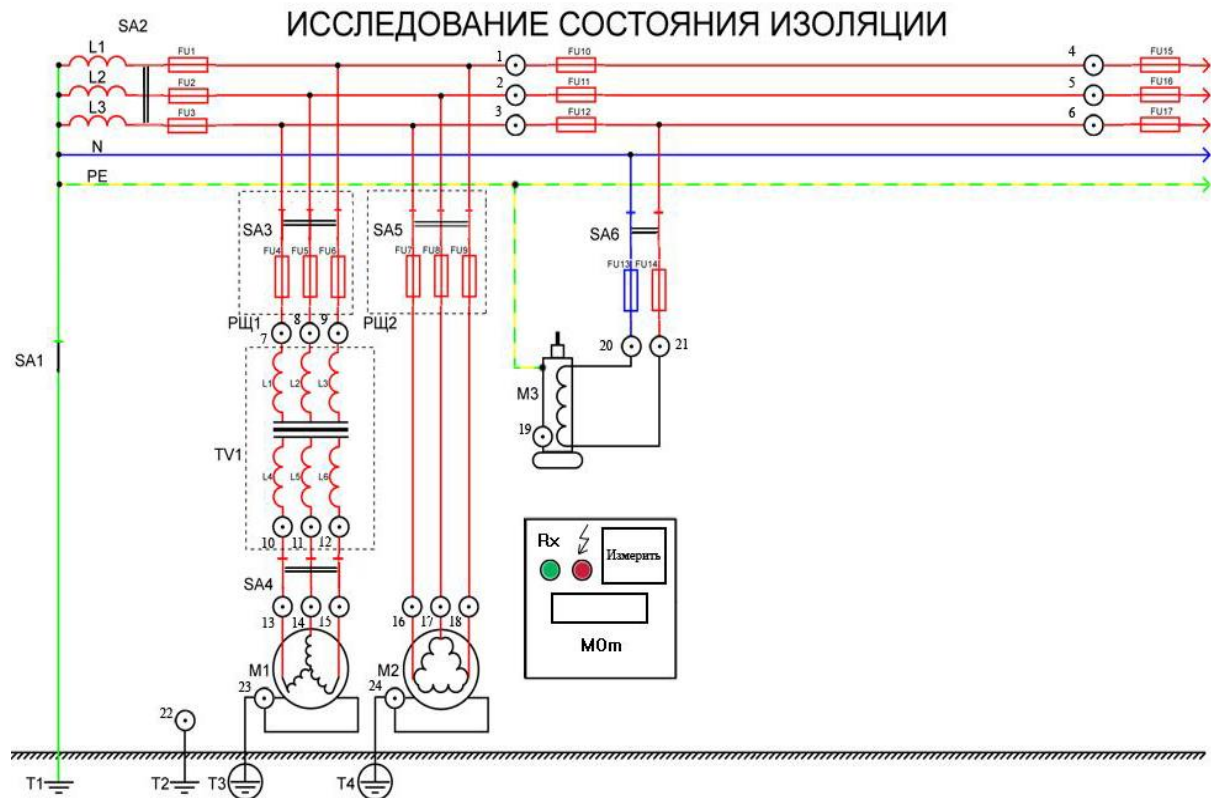 ИССЛЕДОВАНИЕ СОСТОЯНИЯ ИЗОЛЯЦИИ
SA2
L1 FU1 1 FU10 4 FU15
L2 FU2 2 FU11 5 FU16
L3 FU3 3 FU12 6 FU17
N
PE
SA3 SA5 SA6
FU4 FU5 FU6 FU7 FU8 FU9 FU13 FU14
РЩ1 7 8 9 РЩ2
20 21
SA1
L1 L2 L3
M3
19
TV1
L4 L5 L6
10 11 12
Rx Измерить
SA4
13 14 15 16 17 18
MOm
M1 M2
23 24
22
T1 T2 T3 T4